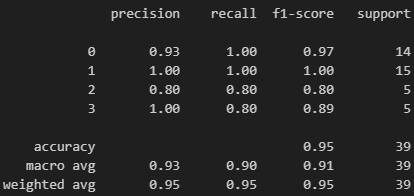 precision recall f1-score support
0 0.93 1.00 0.97 14
1 1.00 1.00 1.00 15
2 0.80 0.80 0.80 5
3 1.00 0.80 0.89 5
accuracy 0.95 39
macro avg 0.93 0.90 0.91 39
weighted avg 0.95 0.95 0.95 39